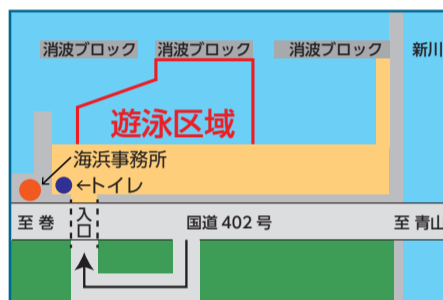 消波ブロック 消波ブロック 消波ブロック 新川
遊泳区域
海浜事務所
←トイレ
至 巻 入口 国道 402 号 至 青山